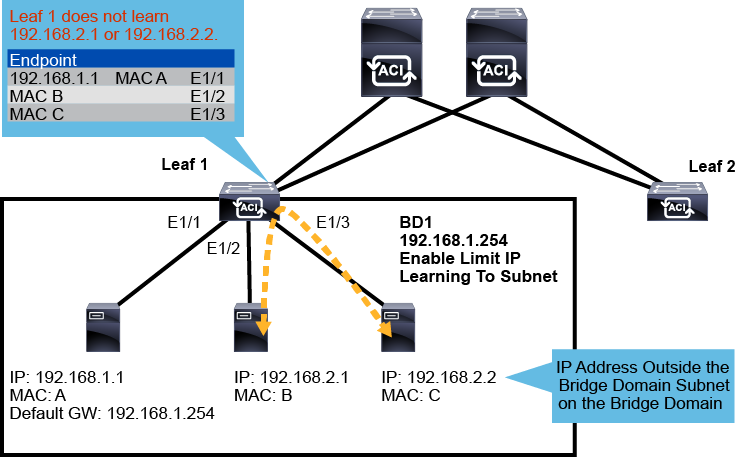 Leaf 1 does not learn
192.168.2.1 or 192.168.2.2.
Endpoint
192.168.1.1 MAC A E1/1
MAC B E1/2
MAC C E1/3
ACI
ACI
Leaf 1
Leaf 2
ACI
ACI
E1/1
E1/2
E1/3
BD1
192.168.1.254
Enable Limit IP
Learning To Subnet
IP: 192.168.1.1
MAC: A
Default GW: 192.168.1.254
IP: 192.168.2.1
MAC: B
IP: 192.168.2.2
MAC: C
IP Address Outside the
Bridge Domain Subnet
on the Bridge Domain